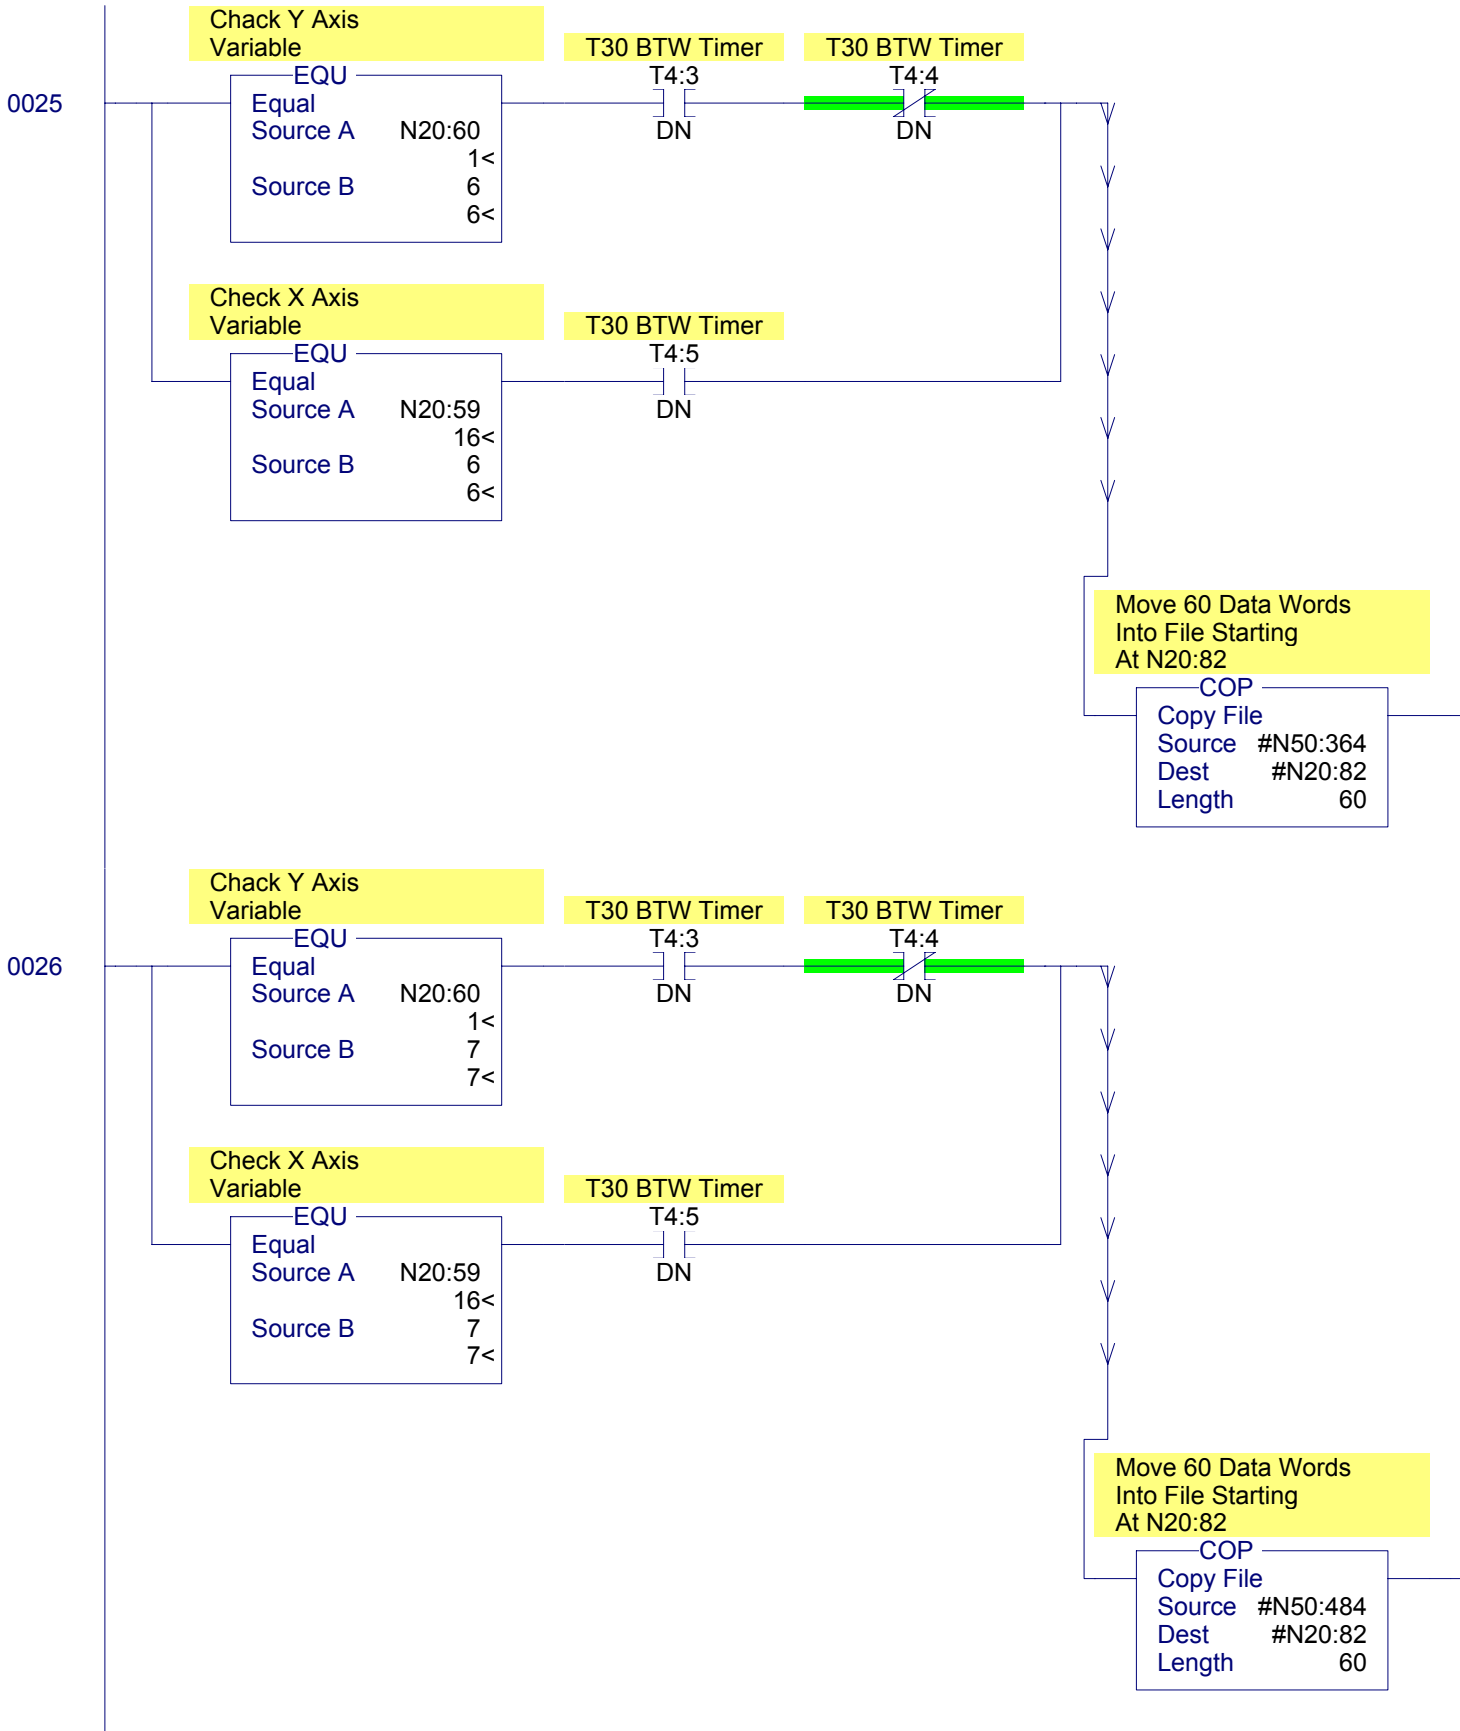 Chack Y Axis
Variable
T30 BTW Timer
T30 BTW Timer
EQU
T4:3
T4:4
0025
Equal
Source A N20:60
DN
DN
1<
Source B 6
6<
Check X Axis
Variable
T30 BTW Timer
EQU
T4:5
Equal
Source A N20:59
DN
16<
Source B 6
6<
Move 60 Data Words
Into File Starting
At N20:82
COP
Copy File
Source #N50:364
Dest #N20:82
Length 60
Chack Y Axis
Variable
T30 BTW Timer
T30 BTW Timer
EQU
T4:3
T4:4
0026
Equal
Source A N20:60
DN
DN
1<
Source B 7
7<
Check X Axis
Variable
T30 BTW Timer
EQU
T4:5
Equal
Source A N20:59
DN
16<
Source B 7
7<
Move 60 Data Words
Into File Starting
At N20:82
COP
Copy File
Source #N50:484
Dest #N20:82
Length 60